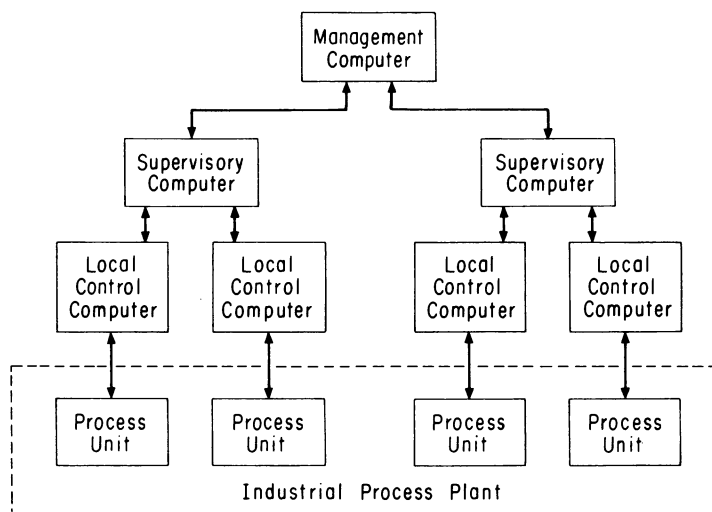 Management
Computer
Supervisory
Computer
Supervisory
Computer
Local
Control
Computer
Local
Control
Computer
Local
Control
Computer
Local
Control
Computer
Process
Unit
Process
Unit
Process
Unit
Process
Unit
Industrial Process Plant